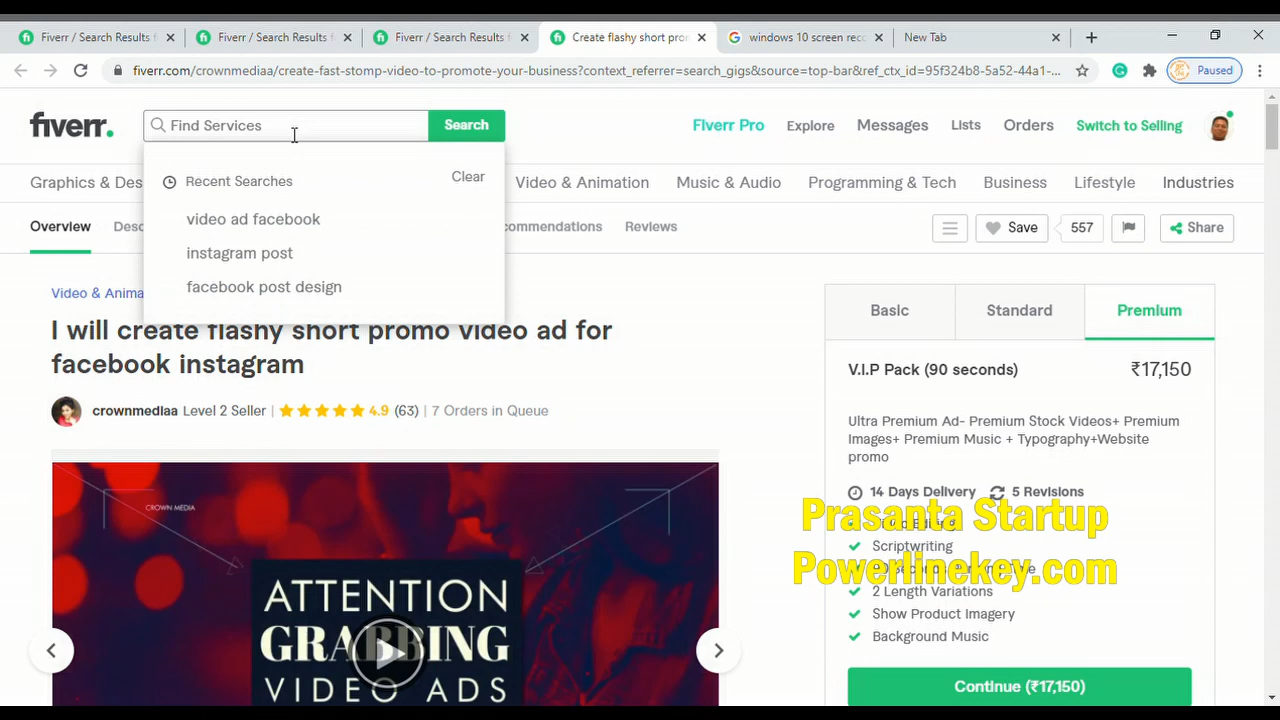 Fiverr / Search Results f
Fiverr / Search Results f
Fiverr / Search Results f
Create flashy short pro
windows 10 screen rec
New Tab
fiverr.com/crownmediaa/create-fast-stomp-video-to-promote-your-business?context_referrer=search_gigs&source=top-bar&ref_ctx_id=95f324b8-5a52-44a1-...
Paused
fiverr.
Find Services
Search
Fiverr Pro
Explore
Messages
Lists
Orders
Switch to Selling
Graphics & Des
Video & Animation
Music & Audio
Programming & Tech
Business
Lifestyle
Industries
Recent Searches
Clear
video ad facebook
instagram post
facebook post design
Overview
Desc
ommendations
Reviews
Save
557
Share
Video & Anima
I will create flashy short promo video ad for
facebook instagram
crownmediaa Level 2 Seller | 4.9 (63) | 7 Orders in Queue
CROWN MEDIA
ATTENTION
GRABBING
VIDEO ADS
Basic
Standard
Premium
V.I.P Pack (90 seconds)
₹17,150
Ultra Premium Ad- Premium Stock Videos+ Premium
Images+ Premium Music + Typography+Website
promo
14 Days Delivery
5 Revisions
Prasanta Startup
Scriptwriting
Powerlinekey.com
2 Length Variations
Show Product Imagery
Background Music
Continue (₹17,150)